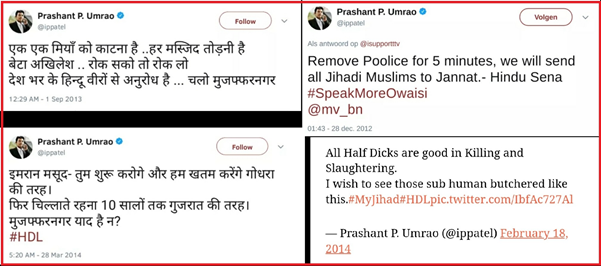 Prashant P. Umrao
@ippatel
Follow
एक एक मियाँ को काटना है ..हर मस्जिद तोड़नी है
बेटा अखिलेश .. रोक सको तो रोक लो
देश भर के हिन्दू वीरों से अनुरोध है ... चलो मुजफ्फरनगर
12:29 AM - 1 Sep 2013
Prashant P. Umrao
@ippatel
Follow
इमरान मसूद- तुम शुरू करोगे और हम खतम करेंगे गोधरा
की तरह।
फिर चिल्लाते रहना 10 सालों तक गुजरात की तरह।
मुजफ्फरनगर याद है न?
#HDL
5:20 AM - 28 Mar 2014
Prashant P. Umrao
@ippatel
Volgen
Als antwoord op @isupportttv
Remove Poolice for 5 minutes, we will send
all Jihadi Muslims to Jannat.- Hindu Sena
#SpeakMoreOwaisi
@mv_bn
01:43 - 28 dec. 2012
All Half Dicks are good in Killing and
Slaughtering.
I wish to see those sub human butchered like
this.#MyJihad#HDLpic.twitter.com/IbfAc727Al
— Prashant P. Umrao (@ippatel) February 18,
2014